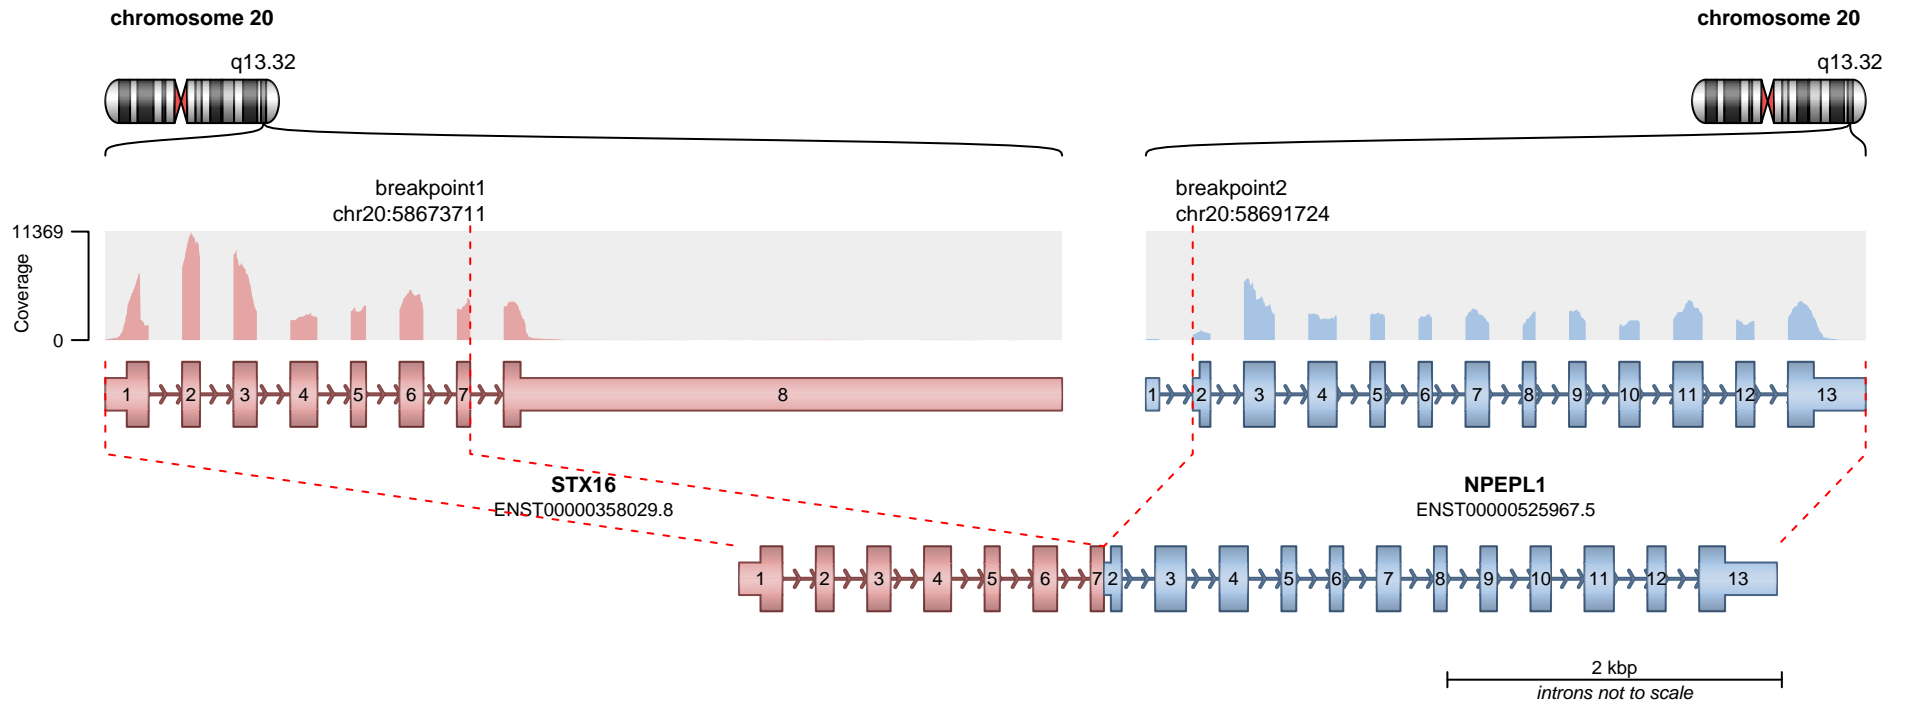 chromosome 20
chromosome 20
q13.32
q13.32
breakpoint1
chr20:58673711
breakpoint2
chr20:58691724
11369
Coverage
0
1 2 3 4 5 6 7 8
1 2 3 4 5 6 7 8 9 10 11 12 13
STX16
ENST00000358029.8
NPEPL1
ENST00000525967.5
1 2 3 4 5 6 7 2 3 4 5 6 7 8 9 10 11 12 13
2 kbp
introns not to scale